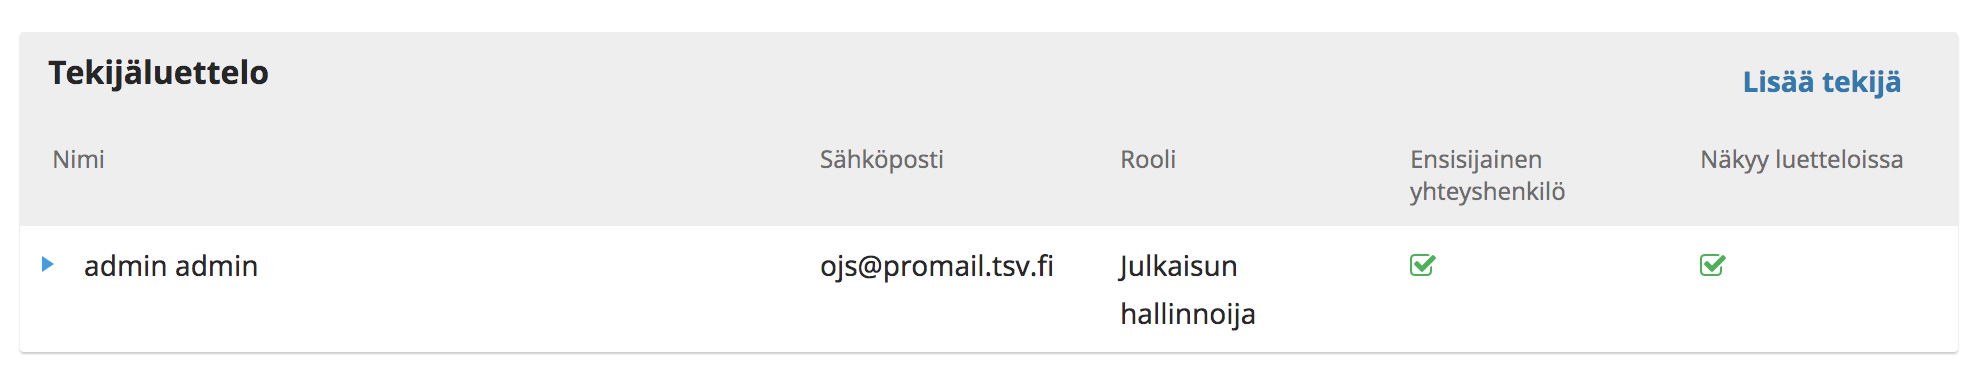 Tekijäluettelo
Lisää tekijä
Nimi
Sähköposti
Rooli
Ensisijainen
yhteyshenkilö
Näkyy luetteloissa
admin admin
ojs@promail.tsv.fi
Julkaisun
hallinnoija